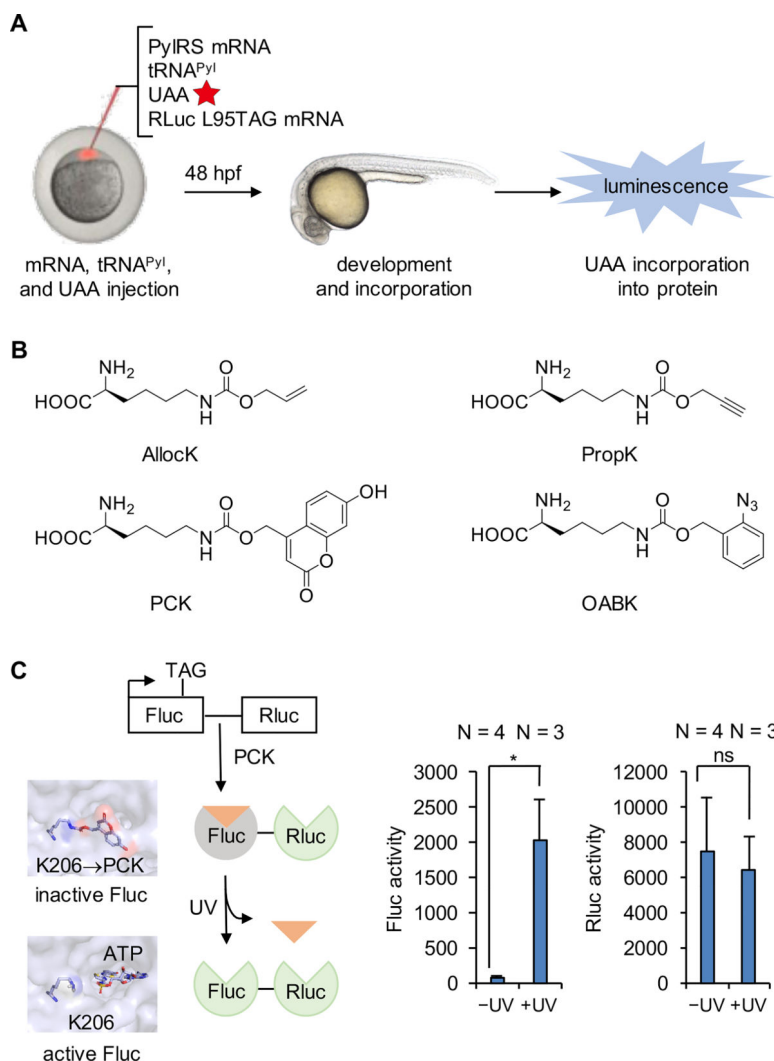 A
PylRS mRNA
tRNAᴾʸˡ
UAA
RLuc L95TAG mRNA
48 hpf
luminescence
mRNA, tRNAᴾʸˡ,
and UAA injection
development
and incorporation
UAA incorporation
into protein
B
NH₂
HOOC
N
H
O
O
AllocK
NH₂
HOOC
N
H
O
O
PropK
NH₂
HOOC
N
H
O
O
OH
O
O
PCK
NH₂
HOOC
N
H
O
O
N₃
OABK
C
TAG
Fluc
Rluc
PCK
K206→PCK
inactive Fluc
Fluc
Rluc
UV
ATP
K206
active Fluc
Fluc
Rluc
N = 4 N = 3
*
Fluc activity
3000
2500
2000
1500
1000
500
0
−UV +UV
N = 4 N = 3
ns
Rluc activity
12000
10000
8000
6000
4000
2000
0
−UV +UV